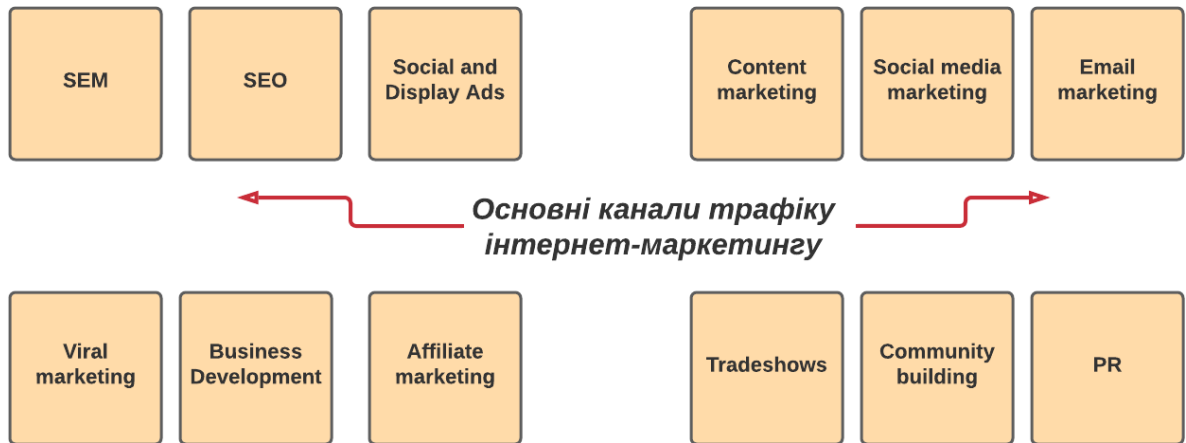 SEM
SEO
Social and
Display Ads
Content
marketing
Social media
marketing
Email
marketing
Основні канали трафіку
інтернет-маркетингу
Viral
marketing
Business
Development
Affiliate
marketing
Tradeshows
Community
building
PR